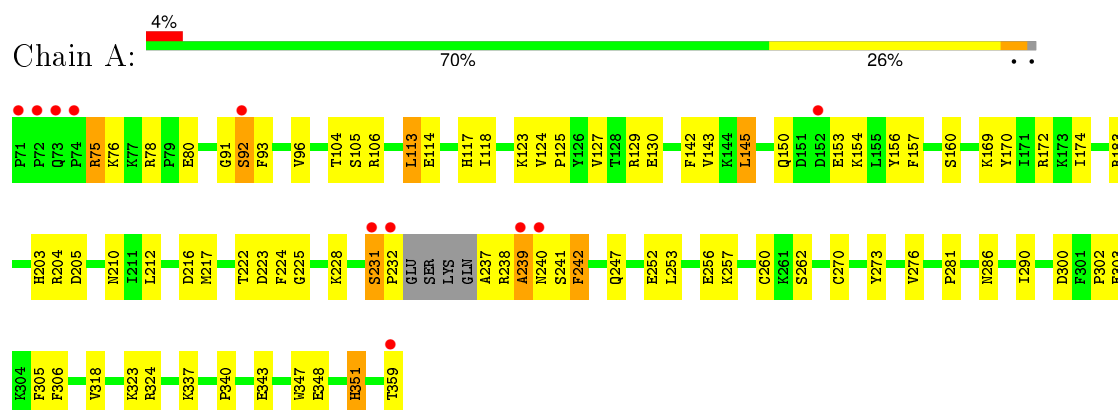 4%
Chain A:
70% 26% • •
P71 P72 Q73 P74 R75 K76 K77 R78 P79 E80 G91 S92 F93 V96 T104 S105 R106 L113 E114 H117 I118 K123 V124 P125 Y126 V127 T128 R129 E130 F142 V143 K144 L145 Q150 D151 D152 E153 K154 L155 Y156 F157 S160 K169 Y170 I171 R172 K173 I174
H203 R204 D205 N210 I211 L212 D216 M217 T222 D223 F224 G225 K228 S231 P232 GLU SER LYS GLN A237 R238 A239 N240 S241 F242 Q247 E252 L253 E256 K257 C260 K261 S262 C270 Y273 V276 P281 N286 I290 D300 F301 P302
K304 F305 F306 V318 K323 R324 K337 P340 E343 W347 E348 H351 T359